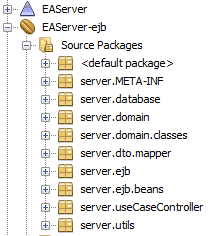 EAServer
EAServer-ejb
Source Packages
<default package>
server.META-INF
server.database
server.domain
server.domain.classes
server.dto.mapper
server.ejb
server.ejb.beans
server.useCaseController
server.utils